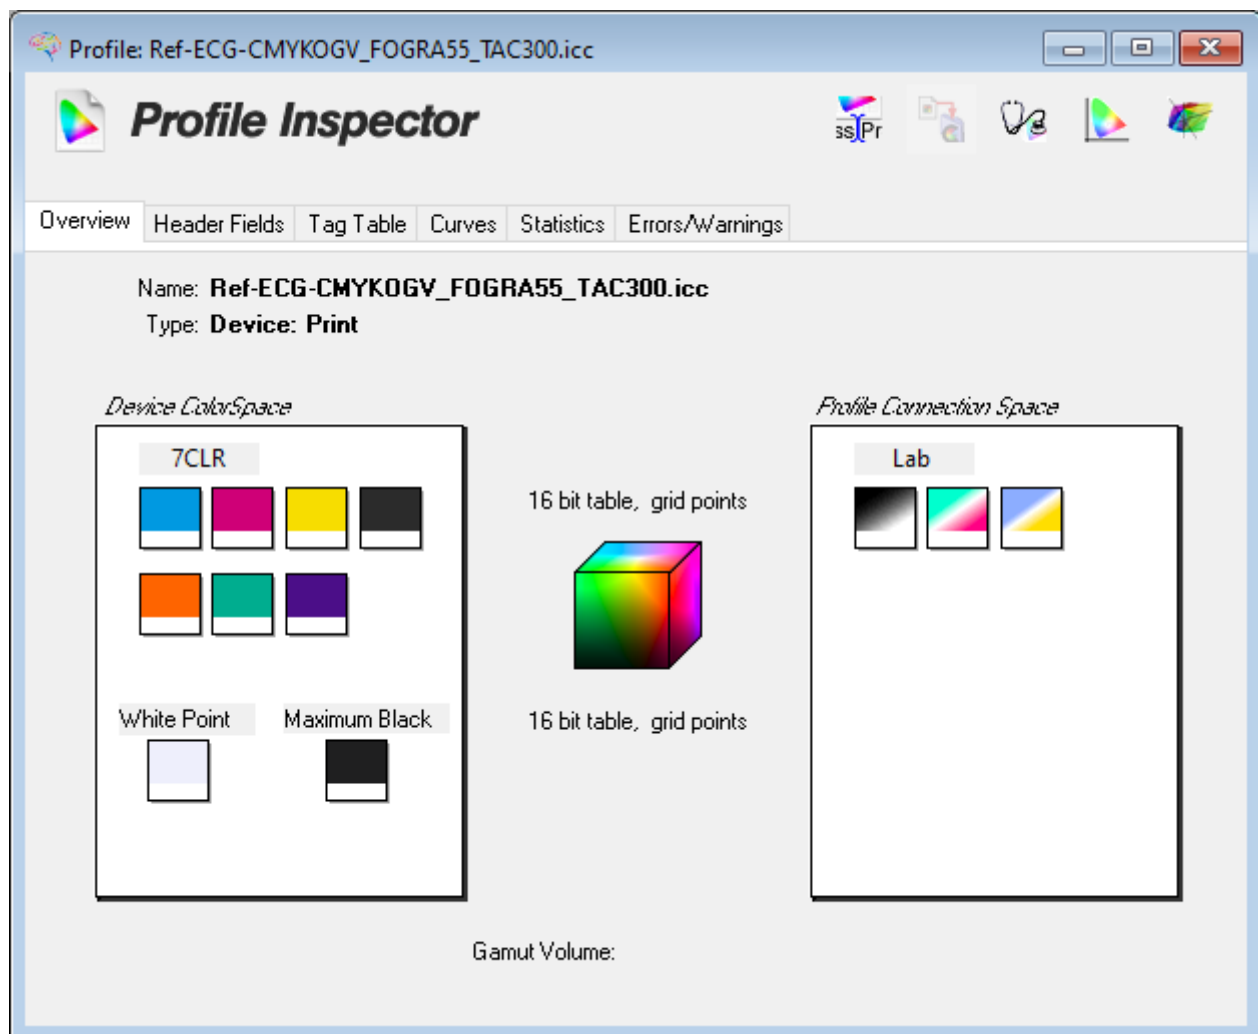 Profile: Ref-ECG-CMYKOGV_FOGRA55_TAC300.icc
Profile Inspector
ss Pr
Overview Header Fields Tag Table Curves Statistics Errors/Warnings
Name: Ref-ECG-CMYKOGV_FOGRA55_TAC300.icc
Type: Device: Print
Device ColorSpace
Profile Connection Space
7CLR
Lab
16 bit table, grid points
White Point
Maximum Black
16 bit table, grid points
Gamut Volume: